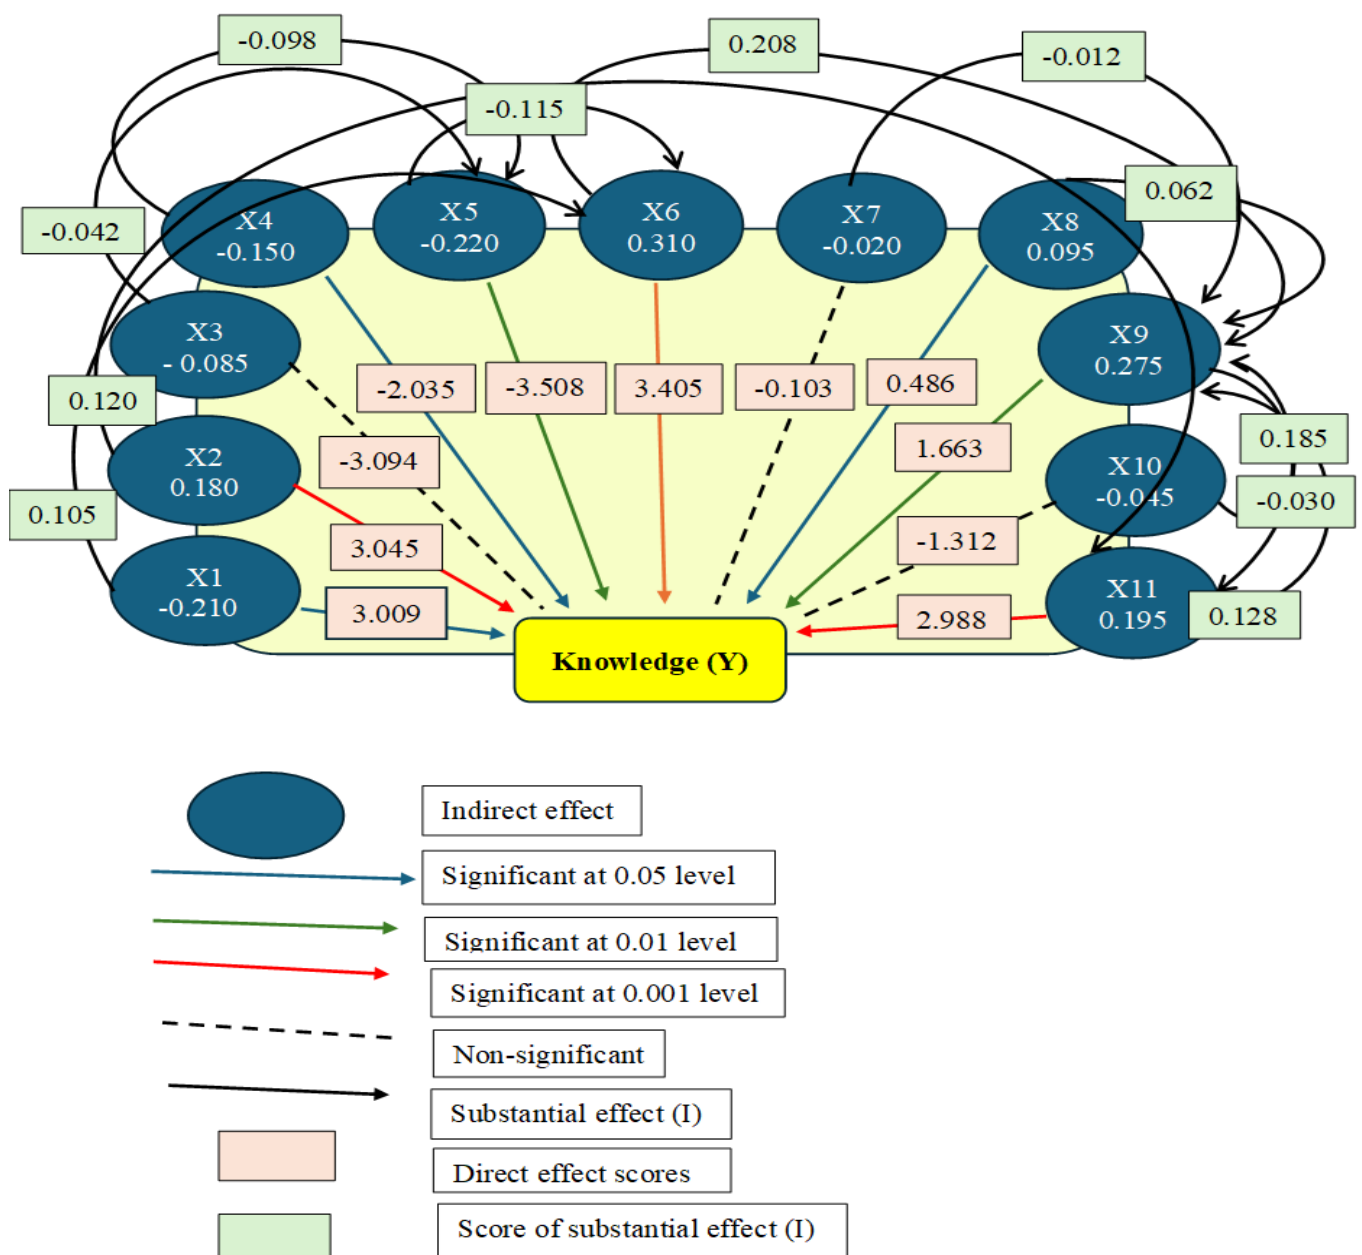 -0.098
0.208
-0.012
-0.115
0.062
-0.042
X4
-0.150
X5
-0.220
X6
0.310
X7
-0.020
X8
0.095
X3
- 0.085
X9
0.275
-2.035
-3.508
3.405
-0.103
0.486
0.120
1.663
0.185
X2
0.180
-3.094
X10
-0.045
0.105
-0.030
3.045
-1.312
X1
-0.210
3.009
2.988
X11
0.195
0.128
Knowledge (Y)
Indirect effect
Significant at 0.05 level
Significant at 0.01 level
Significant at 0.001 level
Non-significant
Substantial effect (I)
Direct effect scores
Score of substantial effect (I)